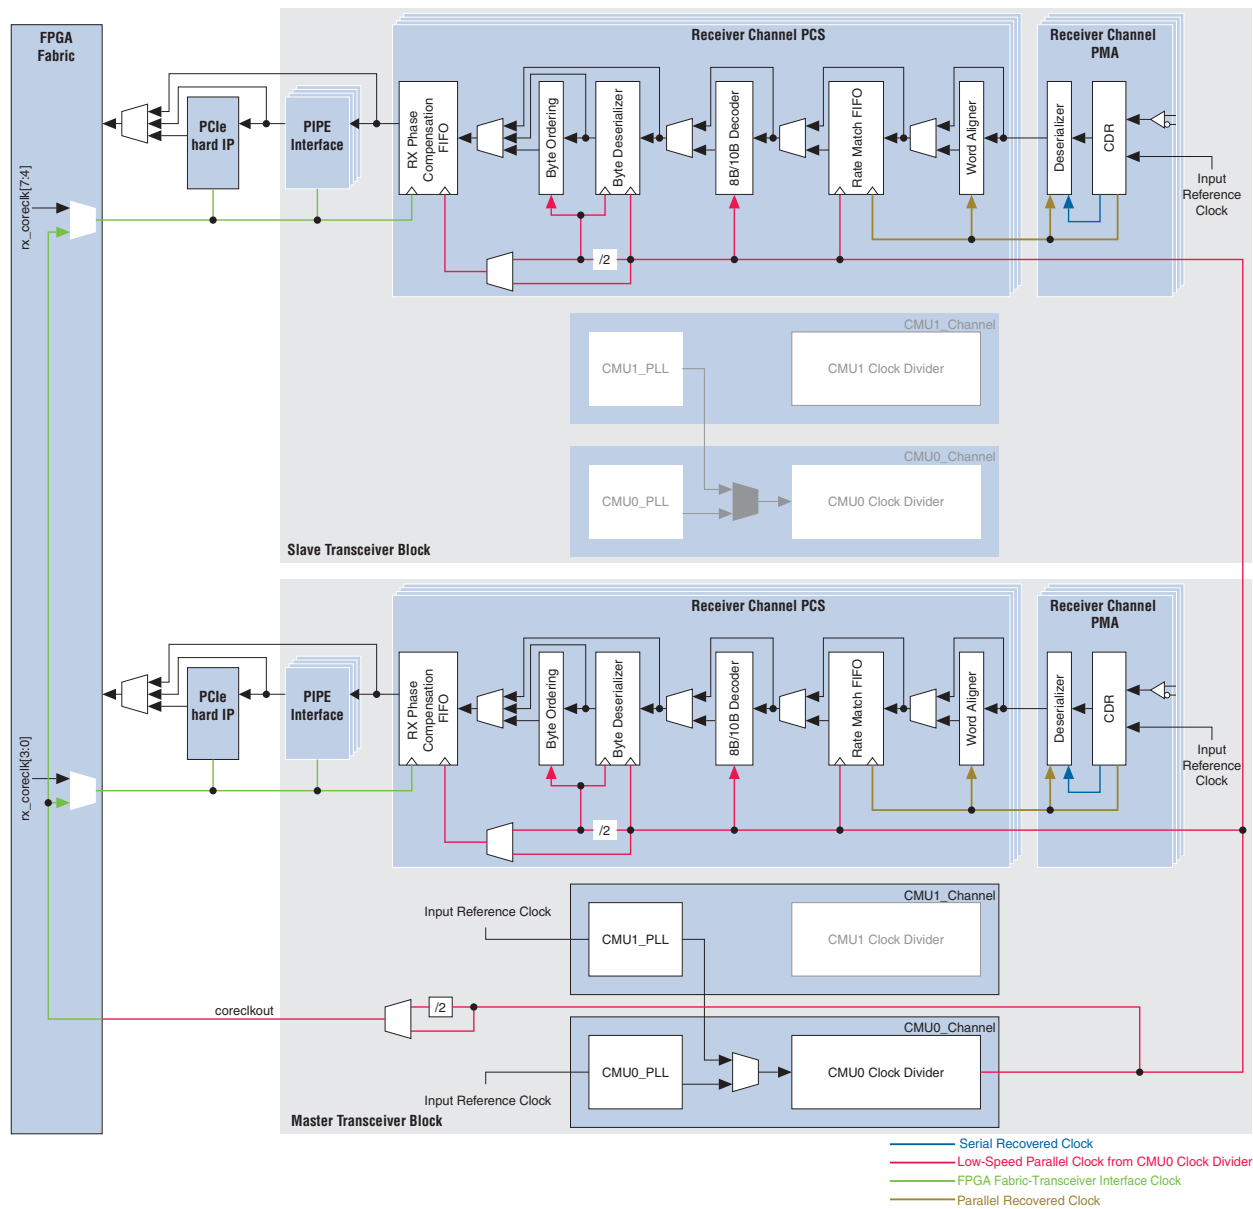 FPGA
Fabric
Receiver Channel PCS
Receiver Channel
PMA
PCIe
hard IP
PIPE
Interface
RX Phase
Compensation
FIFO
Byte Ordering
Byte Deserializer
8B/10B Decoder
Rate Match FIFO
Word Aligner
Deserializer
CDR
Input
Reference
Clock
rx_coreclk[7:4]
/2
CMU1_Channel
CMU1_PLL
CMU1 Clock Divider
CMU0_Channel
CMU0_PLL
CMU0 Clock Divider
Slave Transceiver Block
Receiver Channel PCS
Receiver Channel
PMA
PCIe
hard IP
PIPE
Interface
RX Phase
Compensation
FIFO
Byte Ordering
Byte Deserializer
8B/10B Decoder
Rate Match FIFO
Word Aligner
Deserializer
CDR
Input
Reference
Clock
rx_coreclk[3:0]
/2
CMU1_Channel
Input Reference Clock
CMU1_PLL
CMU1 Clock Divider
coreclkout
/2
CMU0_Channel
CMU0_PLL
CMU0 Clock Divider
Input Reference Clock
Master Transceiver Block
Serial Recovered Clock
Low-Speed Parallel Clock from CMU0 Clock Divider
FPGA Fabric-Transceiver Interface Clock
Parallel Recovered Clock